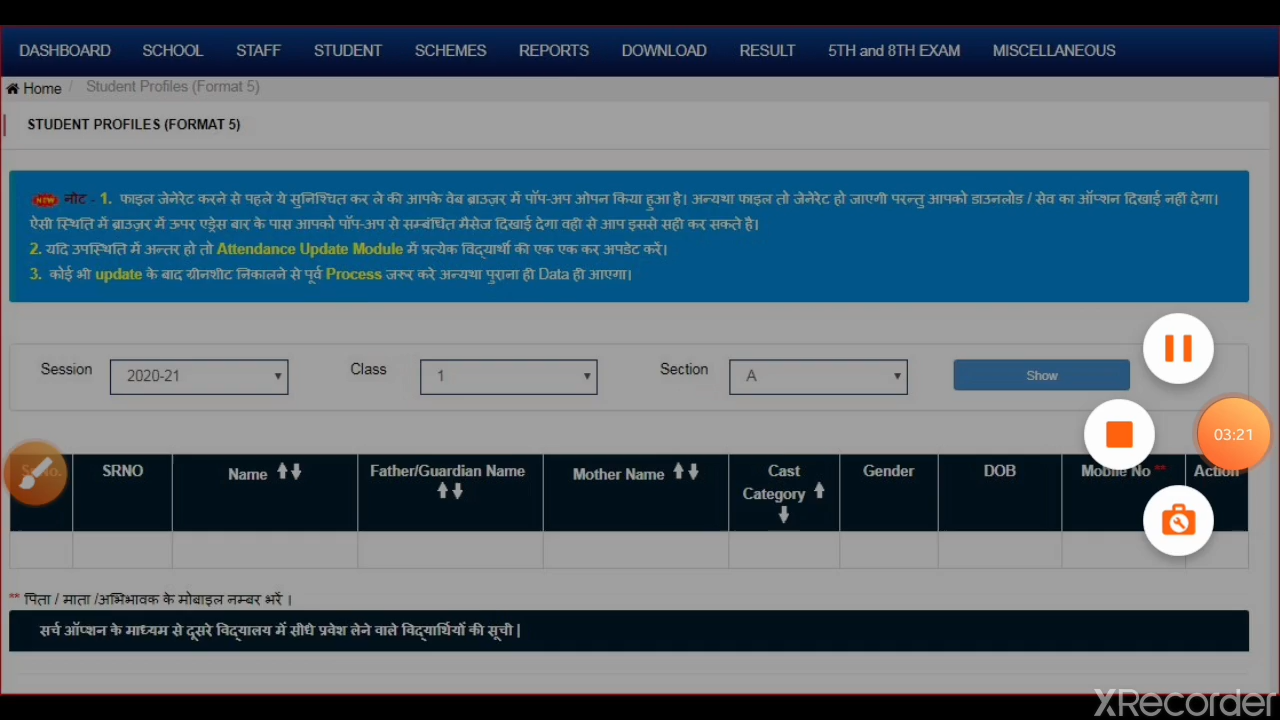 DASHBOARD SCHOOL STAFF STUDENT SCHEMES REPORTS DOWNLOAD RESULT 5TH and 8TH EXAM MISCELLANEOUS
Home / Student Profiles (Format 5)
STUDENT PROFILES (FORMAT 5)
NEW नोट - 1. फाइल जेनेरेट करने से पहले ये सुनिश्चित कर ले की आपके वेब ब्राउज़र में पॉप-अप ओपन किया हुआ है। अन्यथा फाइल तो जेनेरेट हो जाएगी परन्तु आपको डाउनलोड / सेव का ऑप्शन दिखाई नहीं देगा।
ऐसी स्थिति में ब्राउज़र में ऊपर एड्रेस बार के पास आपको पॉप-अप से सम्बंधित मैसेज दिखाई देगा वही से आप इससे सही कर सकते है।
2. यदि उपस्थिति में अन्तर हो तो Attendance Update Module में प्रत्येक विद्यार्थी की एक एक कर अपडेट करें।
3. कोई भी update के बाद ग्रीनशीट निकालने से पूर्व Process जरूर करे अन्यथा पुराना ही Data ही आएगा।
Session 2020-21 Class 1 Section A Show
03:21
SRNO Name Father/Guardian Name Mother Name Cast Category Gender DOB Mobile No ** Action
** पिता / माता /अभिभावक के मोबाइल नम्बर भरें ।
सर्च ऑप्शन के माध्यम से दूसरे विद्यालय में सीधे प्रवेश लेने वाले विद्यार्थियों की सूची |
XRecorder